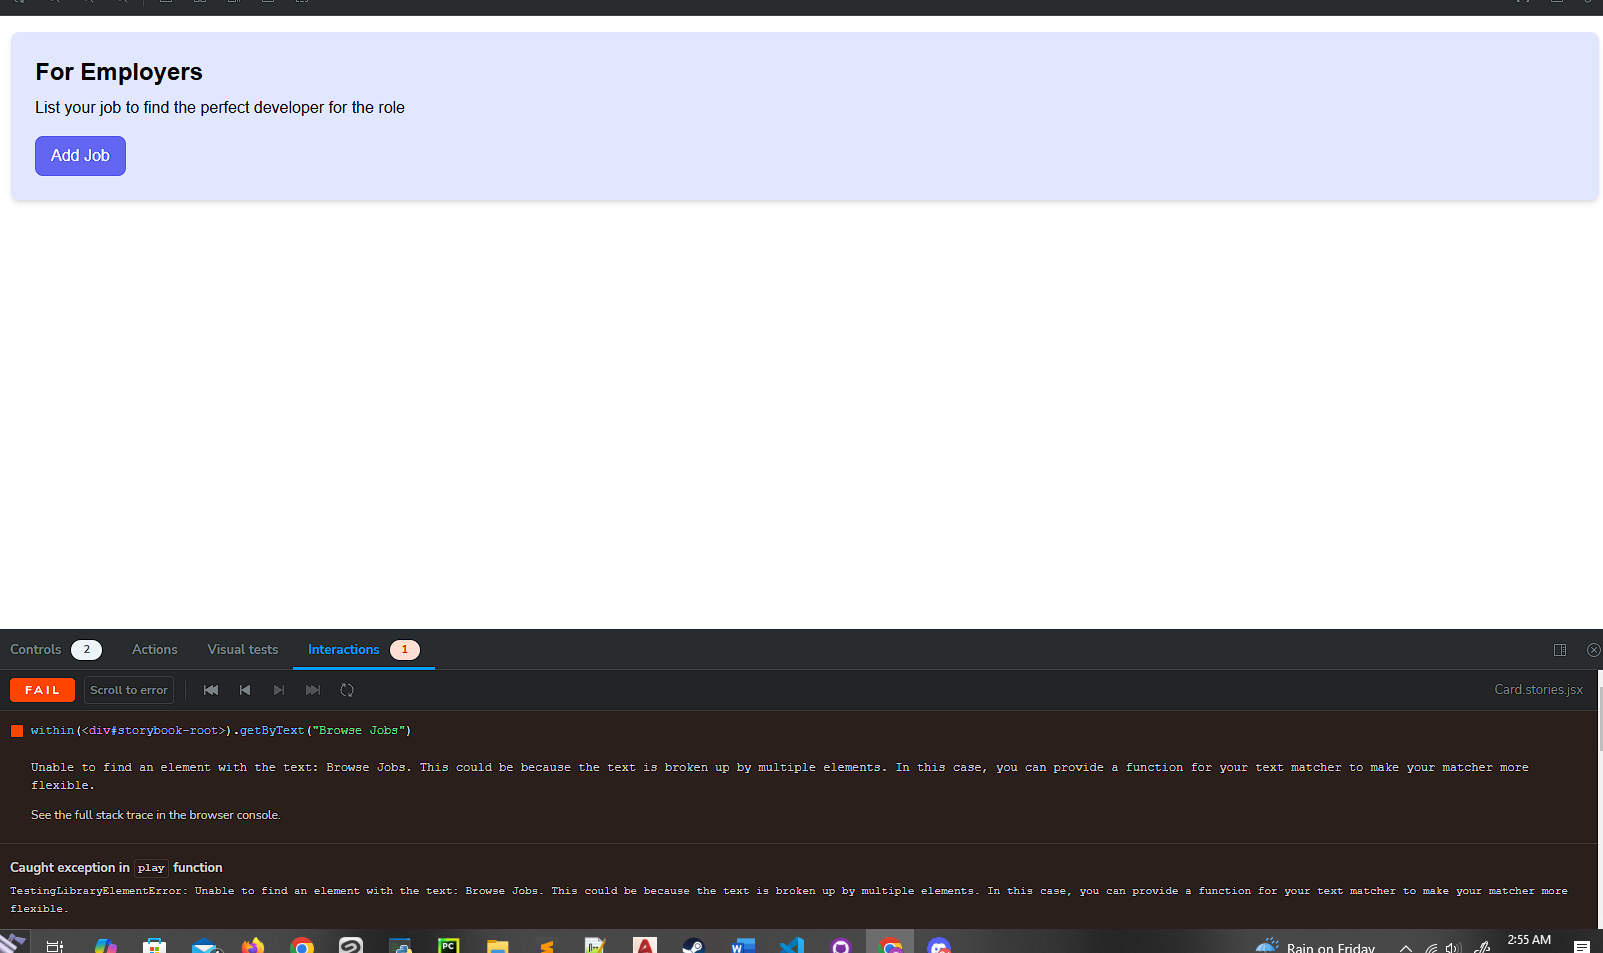 For Employers
List your job to find the perfect developer for the role
Add Job
Controls 2 Actions Visual tests Interactions 1
FAIL Scroll to error Card.stories.jsx
within(<div#storybook-root>).getByText("Browse Jobs")
Unable to find an element with the text: Browse Jobs. This could be because the text is broken up by multiple elements. In this case, you can provide a function for your text matcher to make your matcher more
flexible.
See the full stack trace in the browser console.
Caught exception in play function
TestingLibraryElementError: Unable to find an element with the text: Browse Jobs. This could be because the text is broken up by multiple elements. In this case, you can provide a function for your text matcher to make your matcher more
flexible.
PC
Rain on Friday
2:55 AM